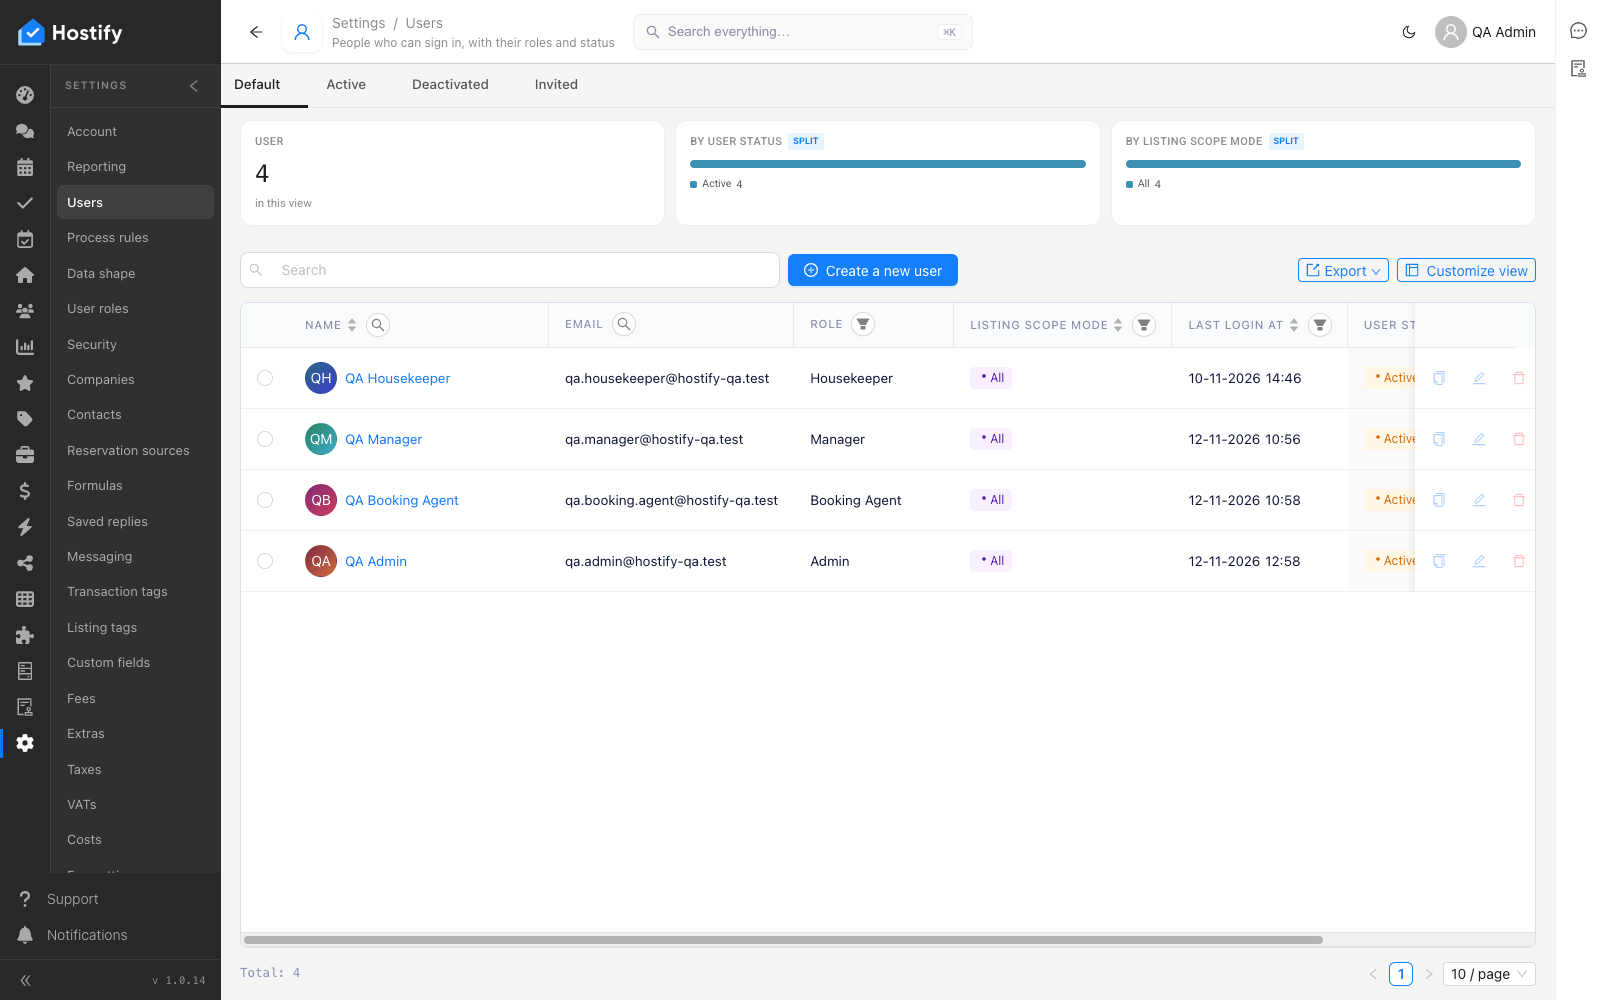 Hostify
Settings / Users
People who can sign in, with their roles and status
Search everything...
⌘K
QA Admin
SETTINGS
Account
Reporting
Users
Process rules
Data shape
User roles
Security
Companies
Contacts
Reservation sources
Formulas
Saved replies
Messaging
Transaction tags
Listing tags
Custom fields
Fees
Extras
Taxes
VATs
Costs
Support
Notifications
v 1.0.14
Default Active Deactivated Invited
USER
4
in this view
BY USER STATUS SPLIT
Active 4
BY LISTING SCOPE MODE SPLIT
All 4
Search
Create a new user
Export
Customize view
NAME EMAIL ROLE LISTING SCOPE MODE LAST LOGIN AT USER ST
QH QA Housekeeper qa.housekeeper@hostify-qa.test Housekeeper All 10-11-2026 14:46 Active
QM QA Manager qa.manager@hostify-qa.test Manager All 12-11-2026 10:56 Active
QB QA Booking Agent qa.booking.agent@hostify-qa.test Booking Agent All 12-11-2026 10:58 Active
QA QA Admin qa.admin@hostify-qa.test Admin All 12-11-2026 12:58 Active
Total: 4
1
10 / page